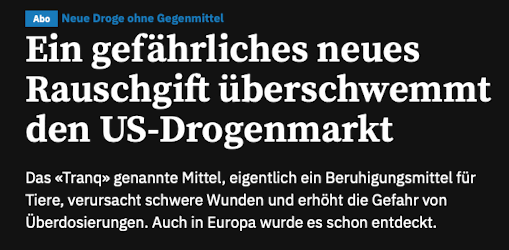 Abo Neue Droge ohne Gegenmittel
Ein gefährliches neues
Rauschgift überschwemmt
den US-Drogenmarkt
Das «Tranq» genannte Mittel, eigentlich ein Beruhigungsmittel für
Tiere, verursacht schwere Wunden und erhöht die Gefahr von
Überdosierungen. Auch in Europa wurde es schon entdeckt.